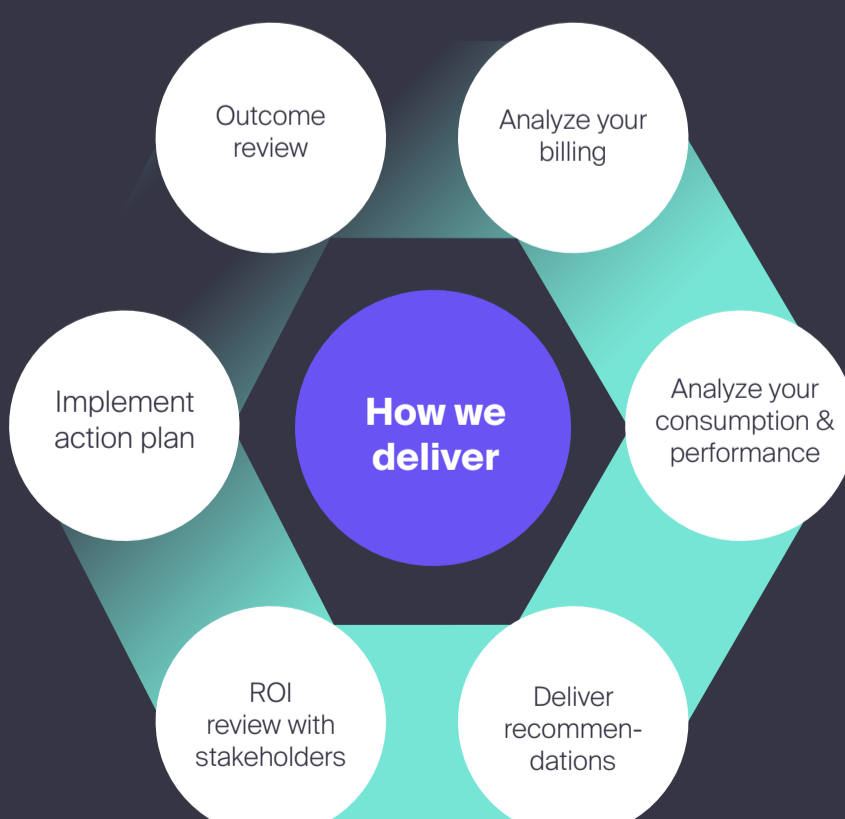 Outcome
review
Analyze your
billing
Implement
action plan
How we
deliver
Analyze your
consumption &
performance
ROI
review with
stakeholders
Deliver
recommen-
dations